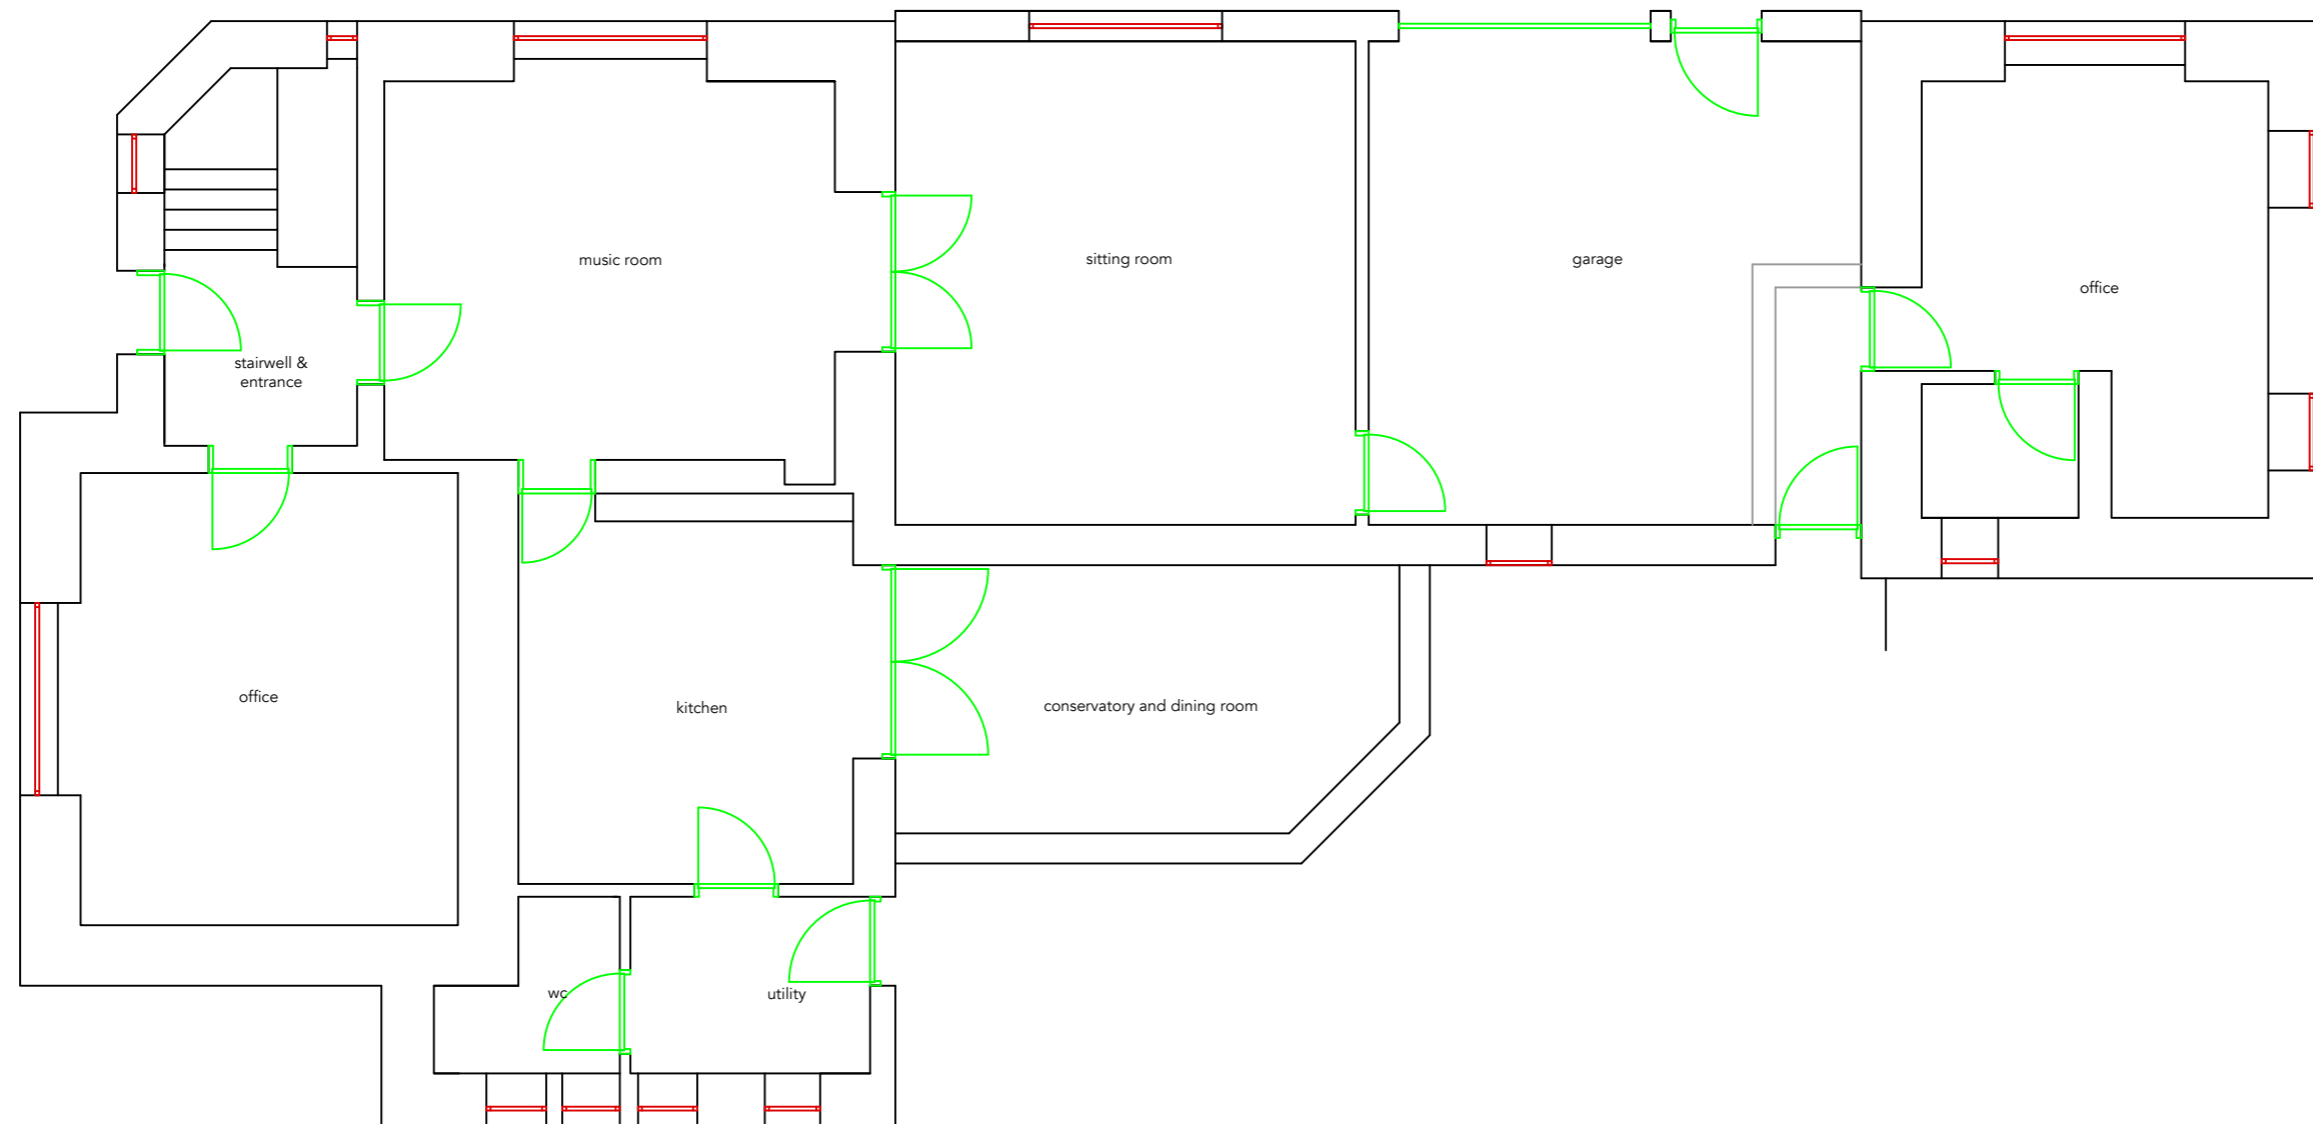 music room
sitting room
garage
office
stairwell &
entrance
office
kitchen
conservatory and dining room
wc
utility